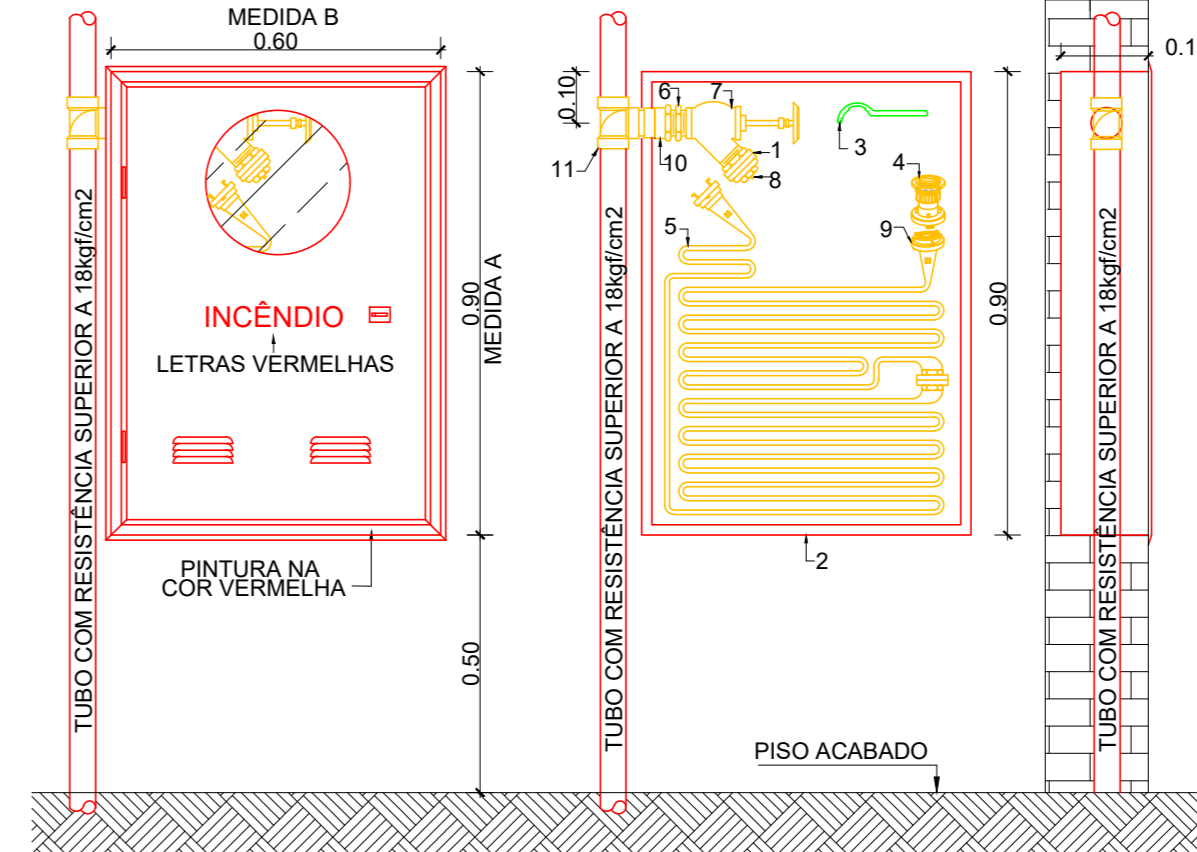 MEDIDA B
0.60
0.10
0.1
6
7
3
1
11
10
8
4
5
9
TUBO COM RESISTÊNCIA SUPERIOR A 18kgf/cm2
INCÊNDIO
LETRAS VERMELHAS
0.90
MEDIDA A
TUBO COM RESISTÊNCIA SUPERIOR A 18kgf/cm2
0.90
TUBO COM RESISTÊNCIA SUPERIOR A 18kgf/cm2
2
PINTURA NA
COR VERMELHA
0.50
PISO ACABADO